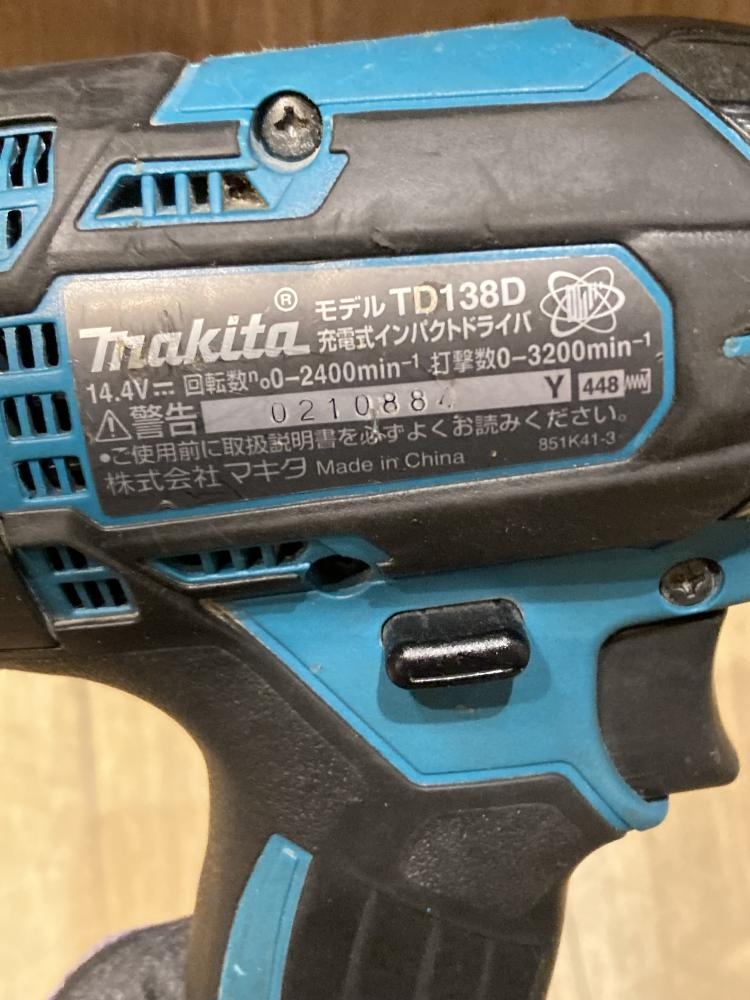 makita® モデル TD138D
充電式インパクトドライバ
14.4V⎓ 回転数n₀0-2400min⁻¹ 打撃数0-3200min⁻¹
⚠警告 0210884 Y 448
●ご使用前に取扱説明書を必ずよくお読みください。
株式会社マキタ Made in China 851K41-3